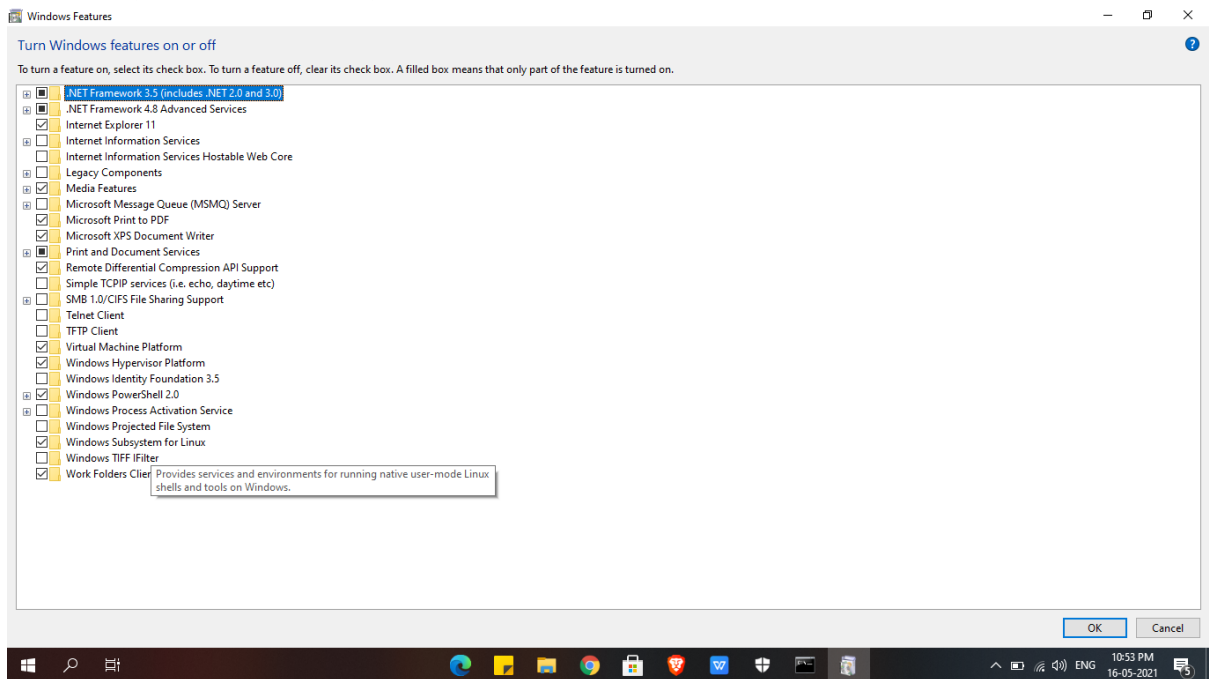 Windows Features
Turn Windows features on or off
To turn a feature on, select its check box. To turn a feature off, clear its check box. A filled box means that only part of the feature is turned on.
.NET Framework 3.5 (includes .NET 2.0 and 3.0)
.NET Framework 4.8 Advanced Services
Internet Explorer 11
Internet Information Services
Internet Information Services Hostable Web Core
Legacy Components
Media Features
Microsoft Message Queue (MSMQ) Server
Microsoft Print to PDF
Microsoft XPS Document Writer
Print and Document Services
Remote Differential Compression API Support
Simple TCPIP services (i.e. echo, daytime etc)
SMB 1.0/CIFS File Sharing Support
Telnet Client
TFTP Client
Virtual Machine Platform
Windows Hypervisor Platform
Windows Identity Foundation 3.5
Windows PowerShell 2.0
Windows Process Activation Service
Windows Projected File System
Windows Subsystem for Linux
Windows TIFF IFilter
Work Folders Clien
Provides services and environments for running native user-mode Linux
shells and tools on Windows.
OK Cancel
W ENG 10:53 PM
16-05-2021 5